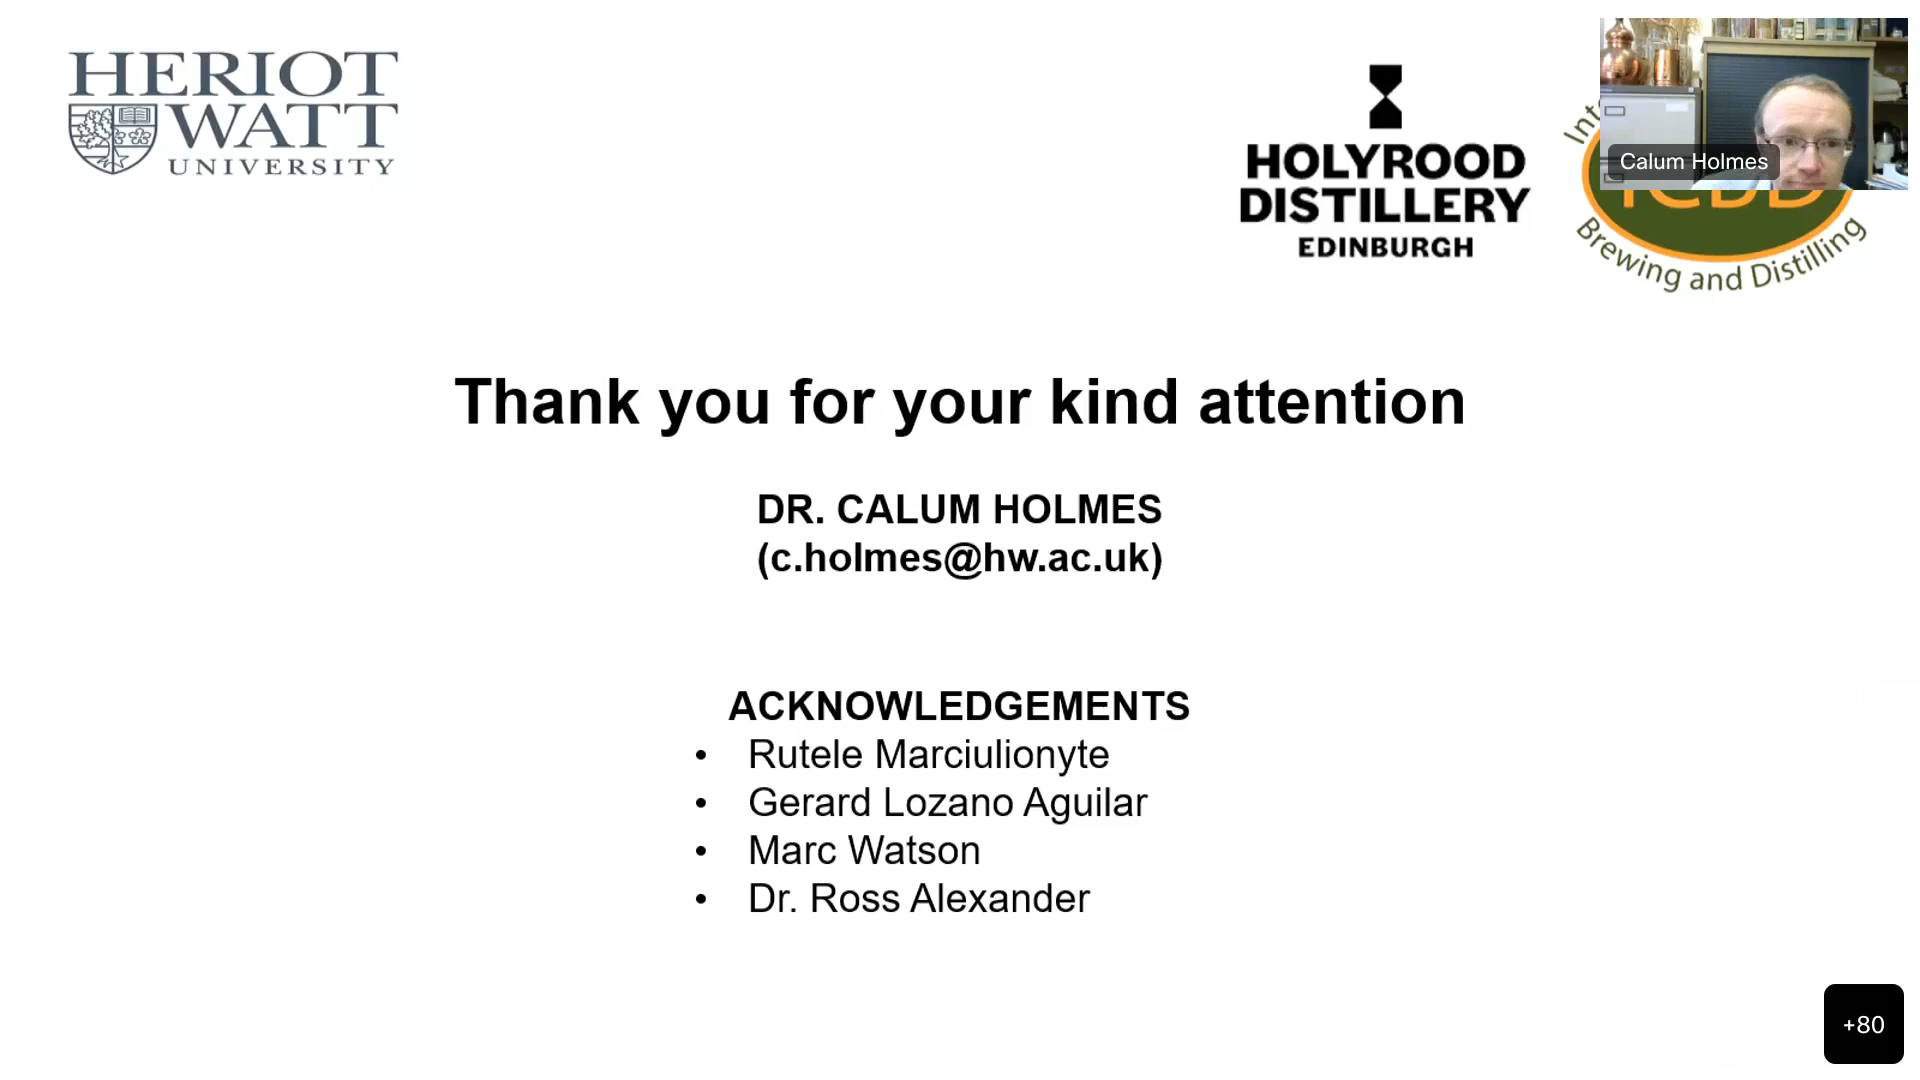 HERIOT
WATT
UNIVERSITY
HOLYROOD
DISTILLERY
EDINBURGH
Calum Holmes
Brewing and Distilling
Thank you for your kind attention
DR. CALUM HOLMES
(c.holmes@hw.ac.uk)
ACKNOWLEDGEMENTS
• Rutele Marciulionyte
• Gerard Lozano Aguilar
• Marc Watson
• Dr. Ross Alexander
+80